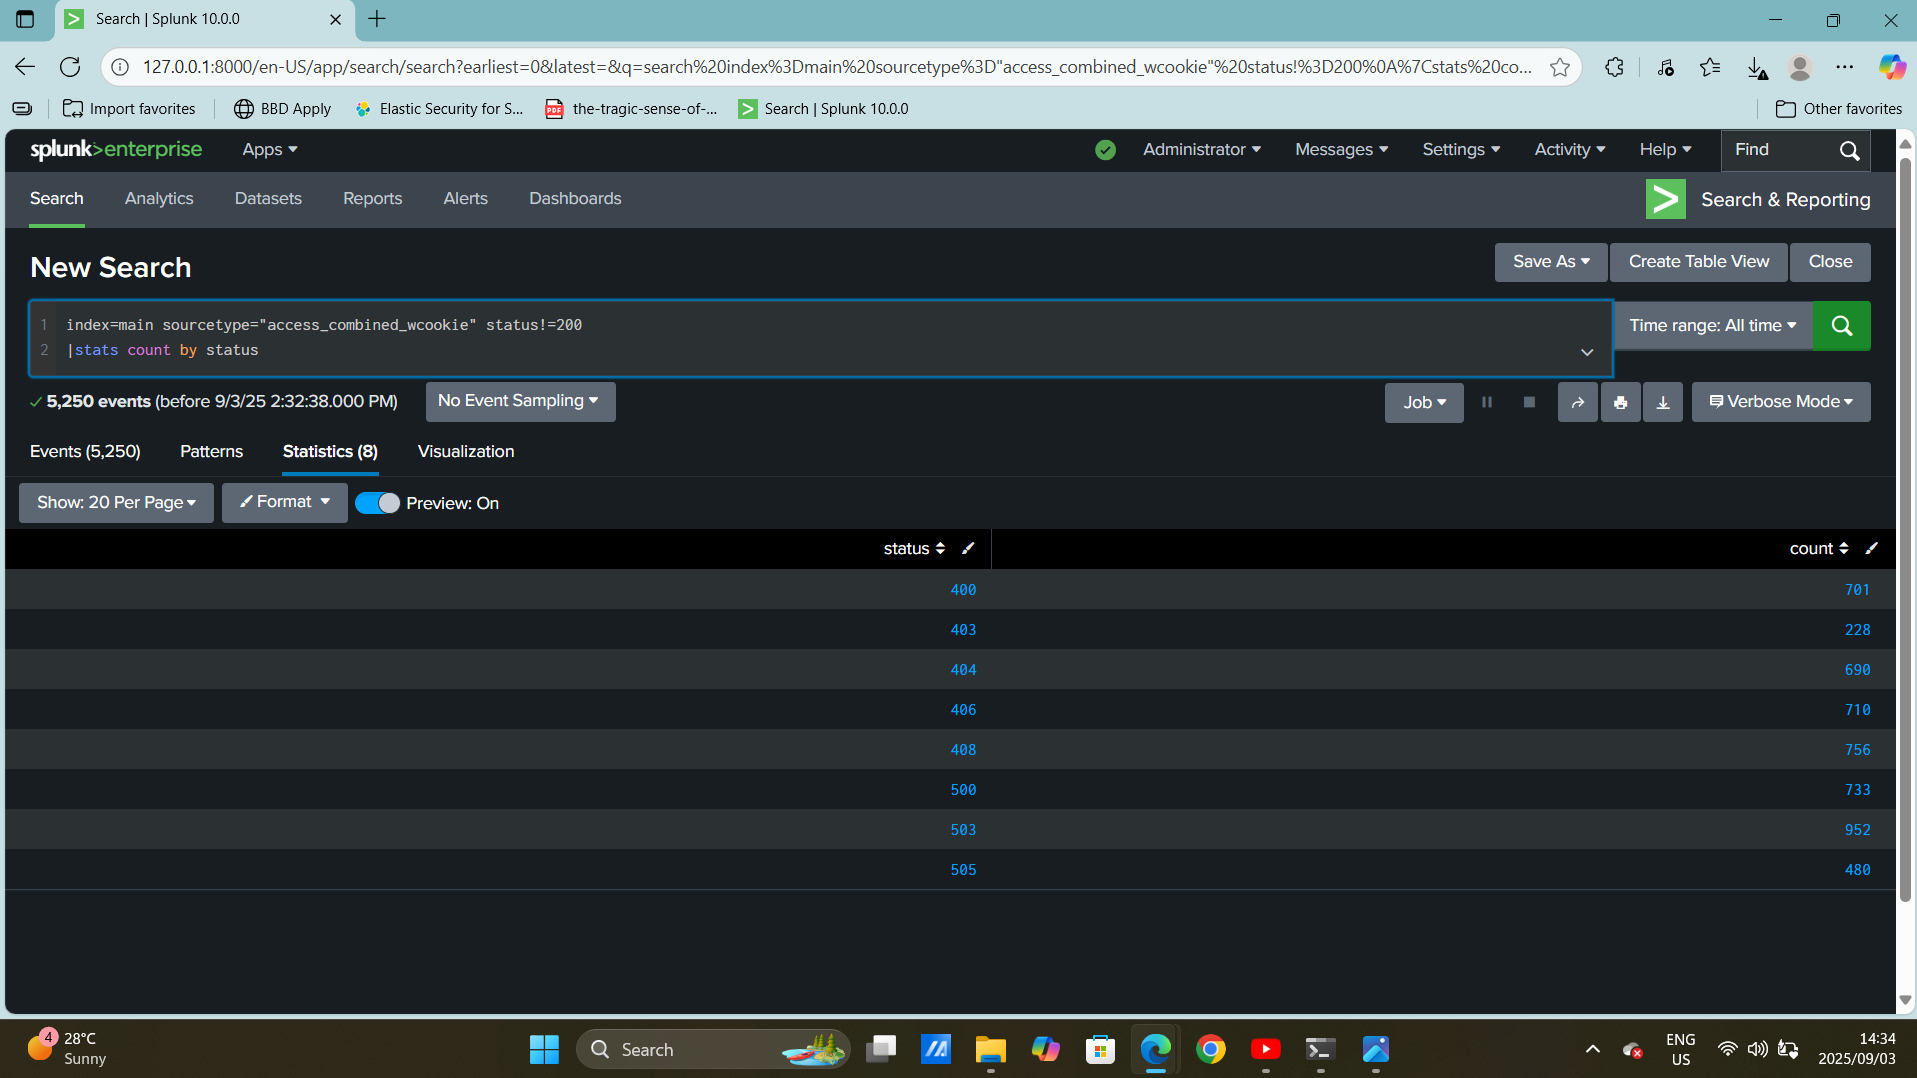 Search | Splunk 10.0.0
127.0.0.1:8000/en-US/app/search/search?earliest=0&latest=&q=search%20index%3Dmain%20sourcetype%3D"access_combined_wcookie"%20status!%3D200%0A%7Cstats%20co...
Import favorites
BBD Apply
Elastic Security for S...
PDF
the-tragic-sense-of-...
Search | Splunk 10.0.0
Other favorites
splunk>enterprise
Apps
Administrator
Messages
Settings
Activity
Help
Find
Search
Analytics
Datasets
Reports
Alerts
Dashboards
Search & Reporting
New Search
Save As
Create Table View
Close
1 index=main sourcetype="access_combined_wcookie" status!=200
2 |stats count by status
Time range: All time
5,250 events (before 9/3/25 2:32:38.000 PM)
No Event Sampling
Job
Verbose Mode
Events (5,250)
Patterns
Statistics (8)
Visualization
Show: 20 Per Page
Format
Preview: On
status count
400 701
403 228
404 690
406 710
408 756
500 733
503 952
505 480
4
28°C
Sunny
Search
ENG
US
14:34
2025/09/03